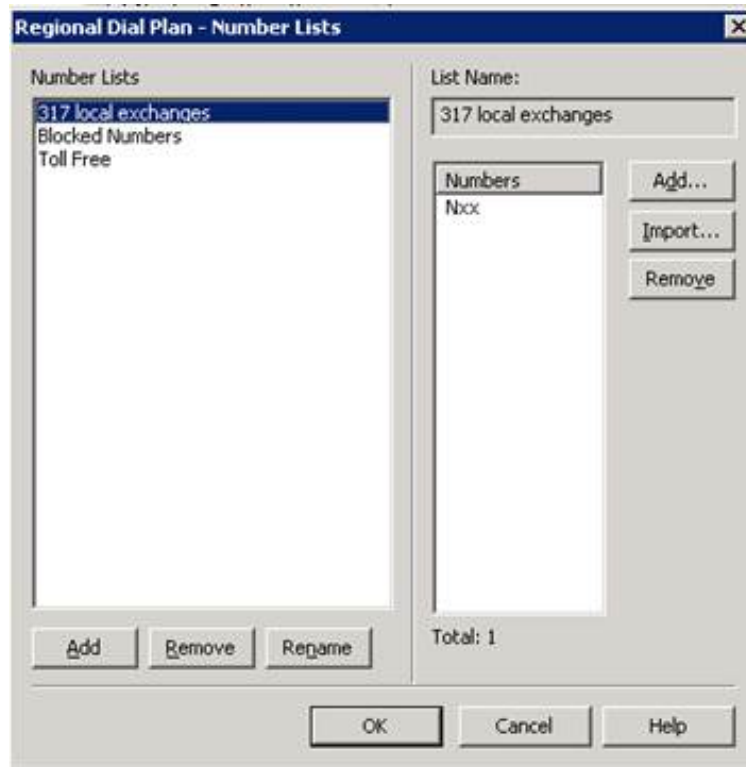 Regional Dial Plan - Number Lists
Number Lists
317 local exchanges
Blocked Numbers
Toll Free
Add
Remove
Rename
List Name:
317 local exchanges
Numbers
Nxx
Add...
Import...
Remove
Total: 1
OK
Cancel
Help